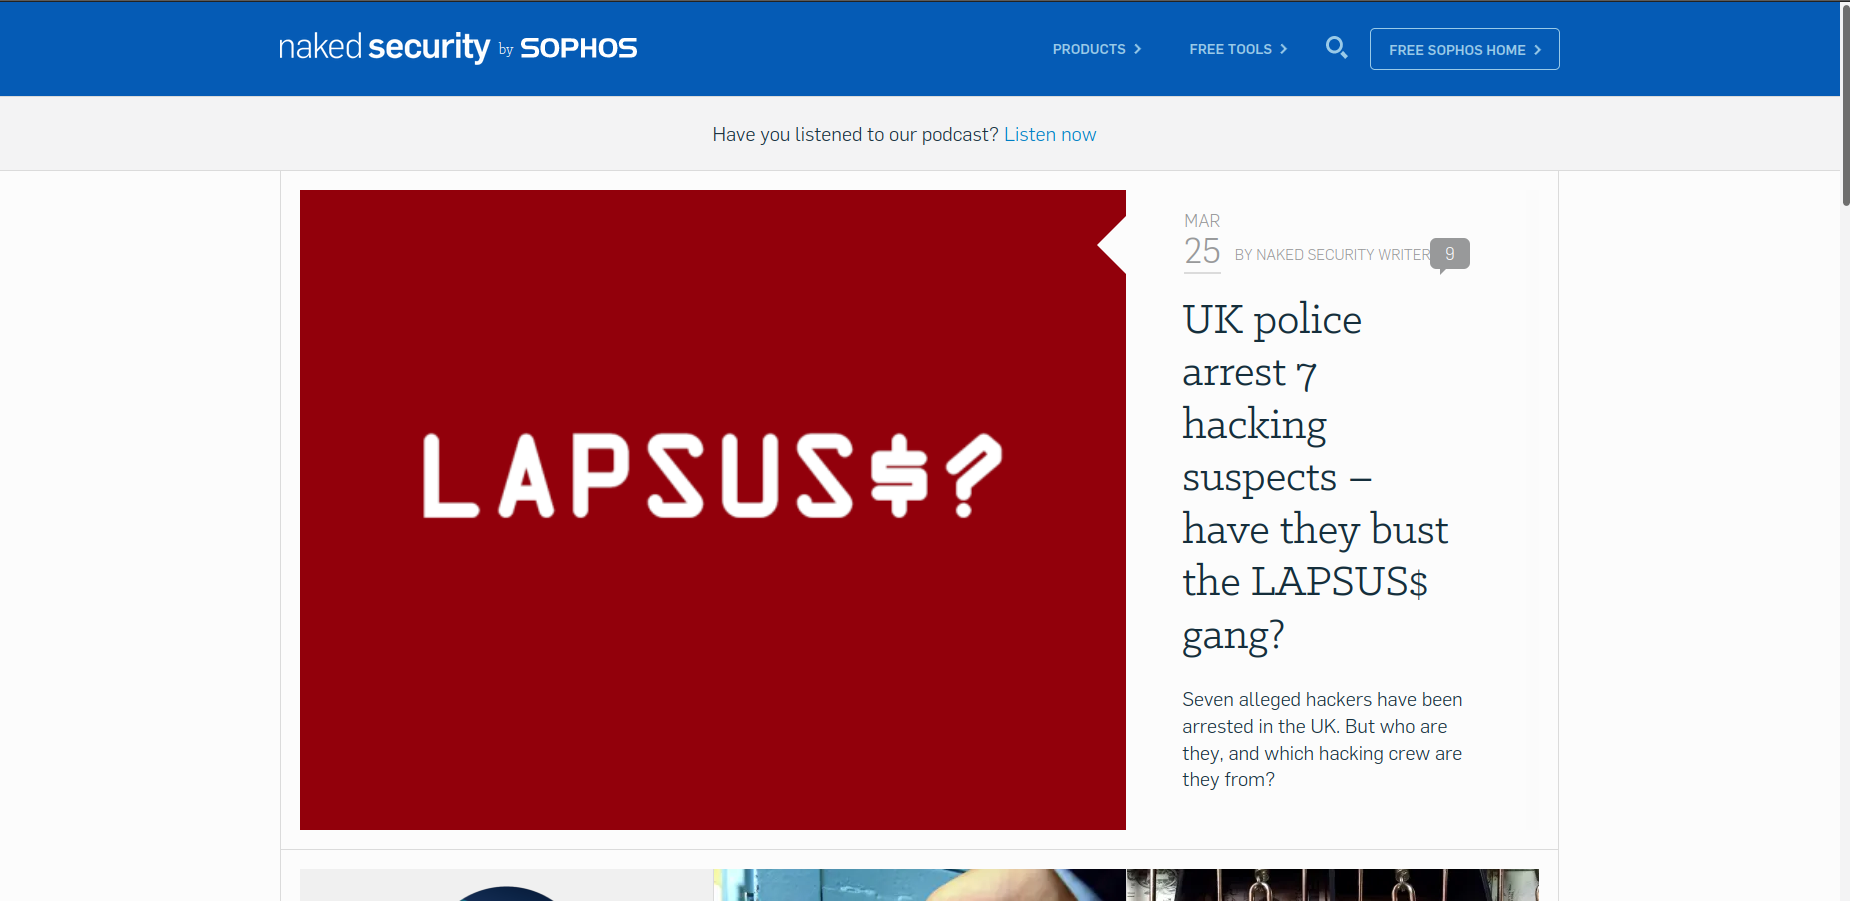 naked security by SOPHOS
PRODUCTS
FREE TOOLS
FREE SOPHOS HOME
Have you listened to our podcast? Listen now
LAPSUS$?
MAR
25
BY NAKED SECURITY WRITER
9
UK police
arrest 7
hacking
suspects –
have they bust
the LAPSUS$
gang?
Seven alleged hackers have been
arrested in the UK. But who are
they, and which hacking crew are
they from?